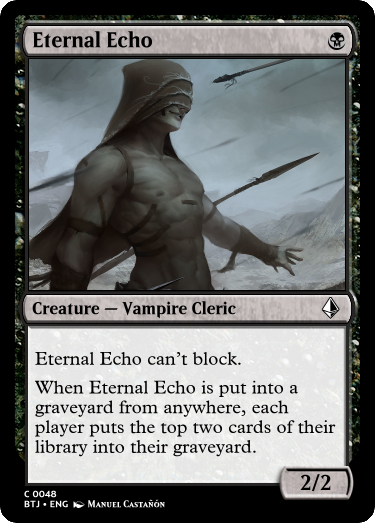 Eternal Echo
Creature — Vampire Cleric
Eternal Echo can't block.
When Eternal Echo is put into a
graveyard from anywhere, each
player puts the top two cards of their
library into their graveyard.
2/2
C 0048
BTJ • ENG Manuel Castañón